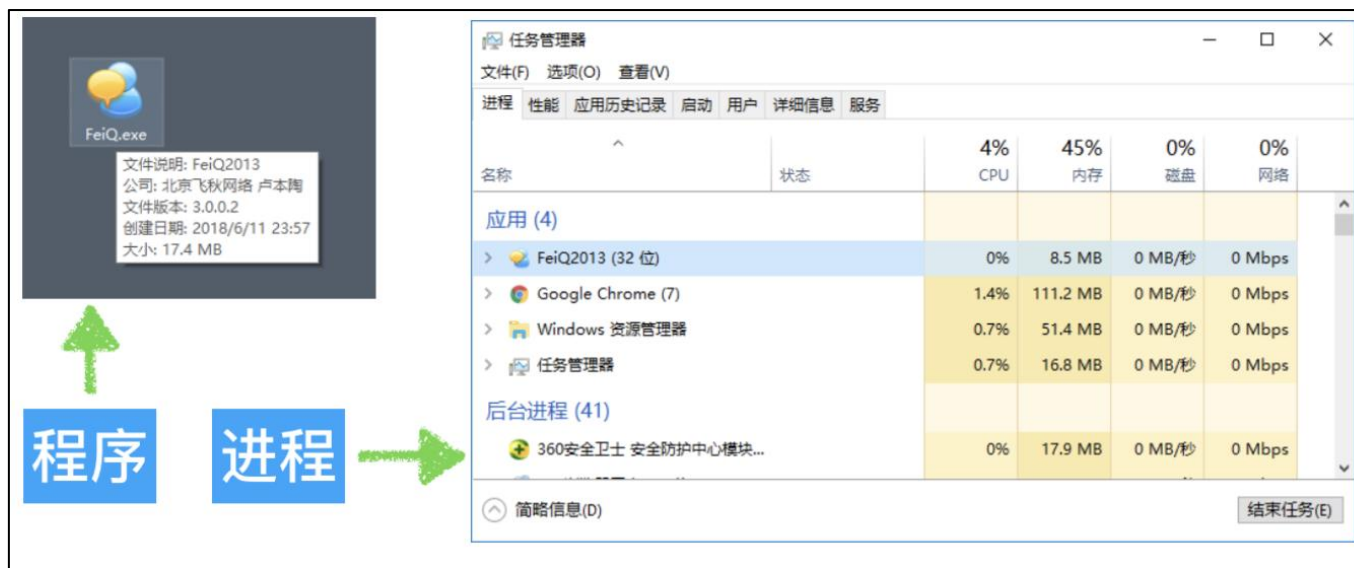 FeiQ.exe
文件说明: FeiQ2013
公司: 北京飞秋网络 卢本陶
文件版本: 3.0.0.2
创建日期: 2018/6/11 23:57
大小: 17.4 MB
程序
进程
任务管理器
文件(F) 选项(O) 查看(V)
进程 性能 应用历史记录 启动 用户 详细信息 服务
4% 45% 0% 0%
名称 状态 CPU 内存 磁盘 网络
应用 (4)
FeiQ2013 (32 位) 0% 8.5 MB 0 MB/秒 0 Mbps
Google Chrome (7) 1.4% 111.2 MB 0 MB/秒 0 Mbps
Windows 资源管理器 0.7% 51.4 MB 0 MB/秒 0 Mbps
任务管理器 0.7% 16.8 MB 0 MB/秒 0 Mbps
后台进程 (41)
360安全卫士 安全防护中心模块... 0% 17.9 MB 0 MB/秒 0 Mbps
简略信息(D) 结束任务(E)